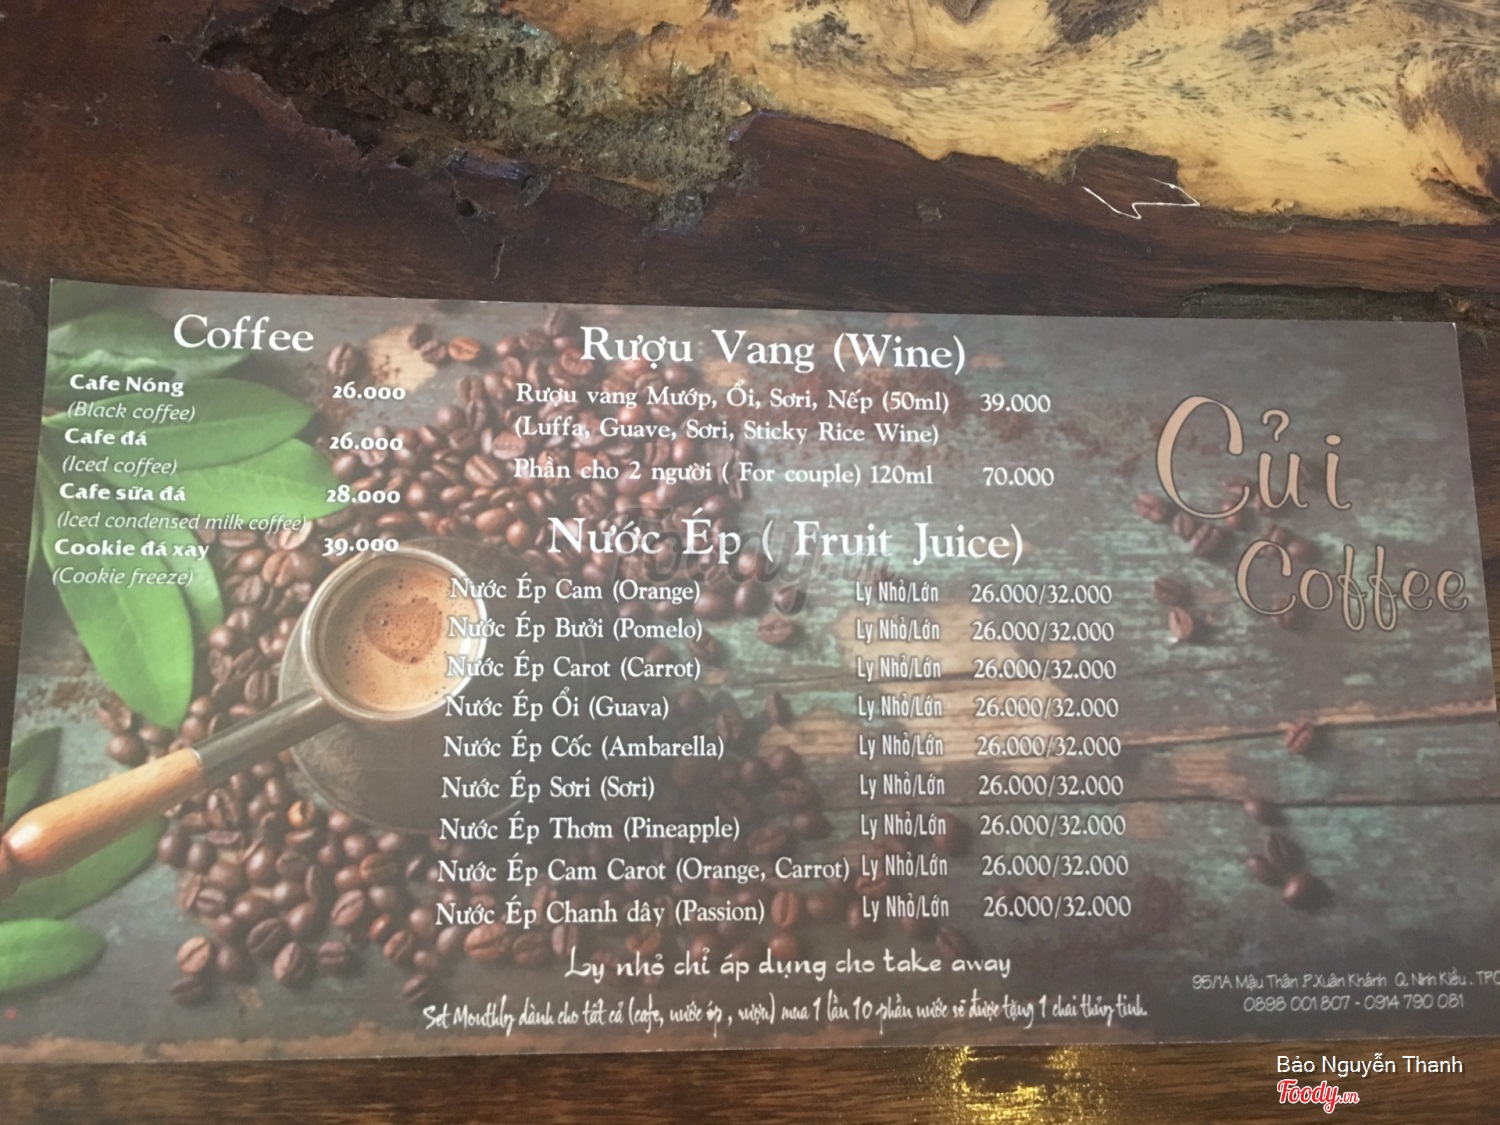 Coffee
Cafe Nóng 26.000
(Black coffee)
Cafe đá 26.000
(Iced coffee)
Cafe sữa đá 28.000
(Iced condensed milk coffee)
Cookie đá xay 39.000
(Cookie freeze)
Rượu Vang (Wine)
Rượu vang Mướp, Ổi, Sơri, Nếp (50ml) 39.000
(Luffa, Guave, Sơri, Sticky Rice Wine)
Phần cho 2 người ( For couple) 120ml 70.000
Nước Ép ( Fruit Juice)
Nước Ép Cam (Orange) Ly Nhỏ/Lớn 26.000/32.000
Nước Ép Bưởi (Pomelo) Ly Nhỏ/Lớn 26.000/32.000
Nước Ép Carot (Carrot) Ly Nhỏ/Lớn 26.000/32.000
Nước Ép Ổi (Guava) Ly Nhỏ/Lớn 26.000/32.000
Nước Ép Cốc (Ambarella) Ly Nhỏ/Lớn 26.000/32.000
Nước Ép Sơri (Sơri) Ly Nhỏ/Lớn 26.000/32.000
Nước Ép Thơm (Pineapple) Ly Nhỏ/Lớn 26.000/32.000
Nước Ép Cam Carot (Orange, Carrot) Ly Nhỏ/Lớn 26.000/32.000
Nước Ép Chanh dây (Passion) Ly Nhỏ/Lớn 26.000/32.000
Ly nhỏ chỉ áp dụng cho take away
Set Monthly dành cho tất cả (cafe, nước ép , rượu) mua 1 lần 10 phần nước sẽ được tặng 1 chai thủy tinh.
Củi
Coffee
95/1A Mậu Thân .P.Xuân Khánh Q. Ninh Kiều . TPC
0898 001 807 - 0914 790 081
Foody.vn
Bảo Nguyễn Thanh
Foody.vn